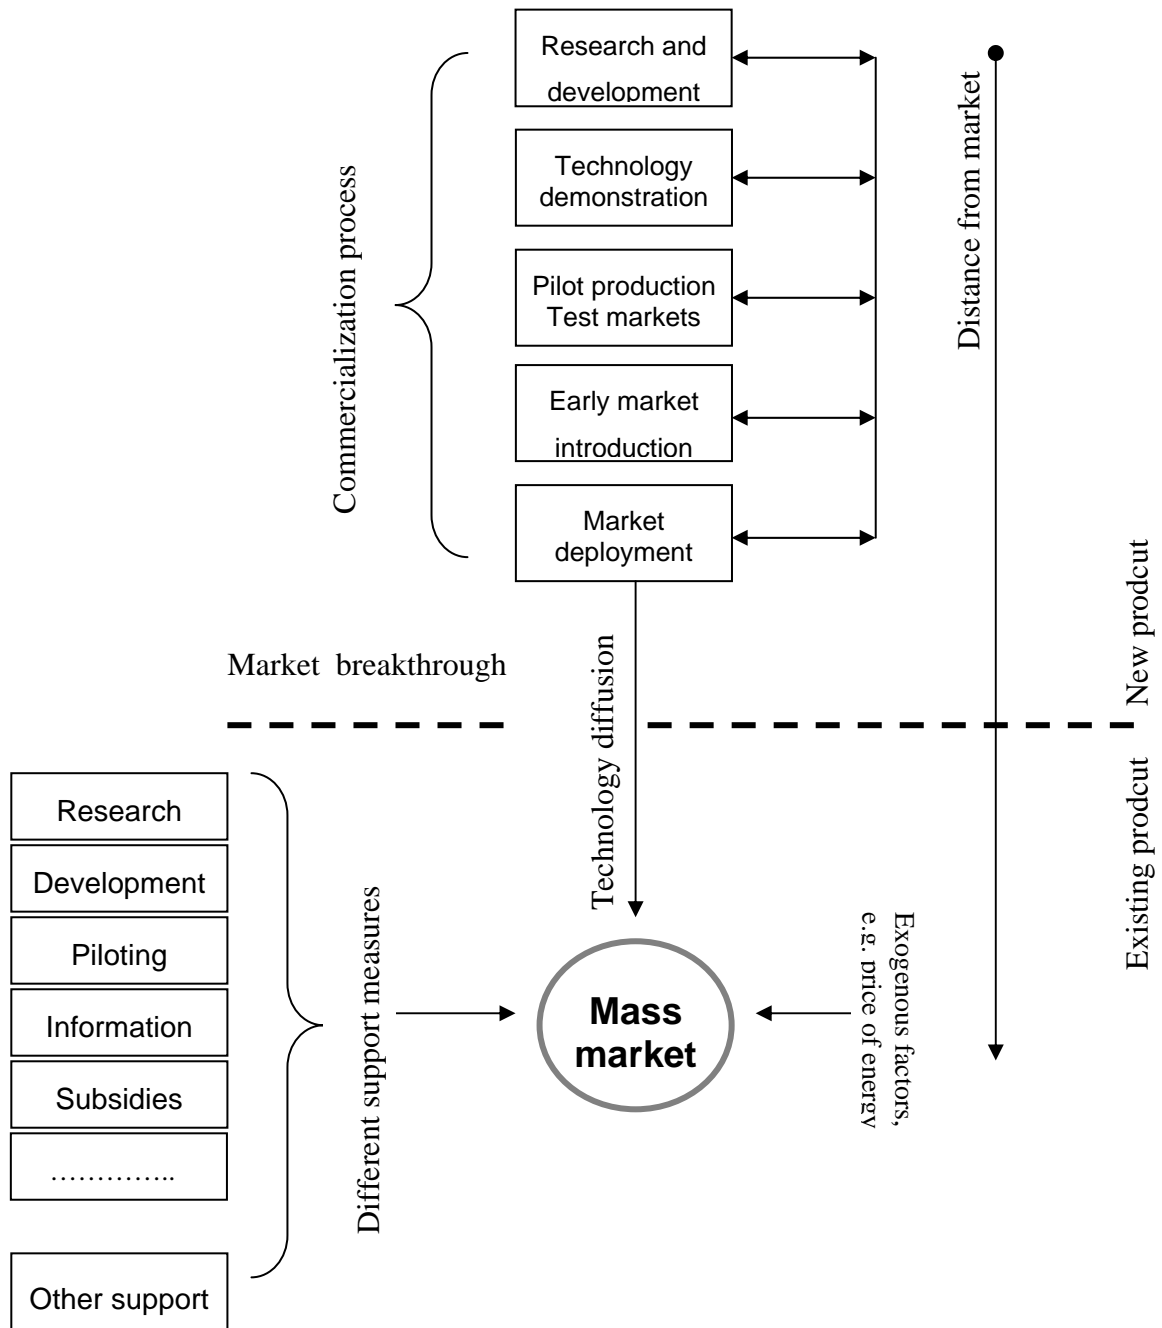 Research and
development
Technology
demonstration
Pilot production
Test markets
Early market
introduction
Market
deployment
Commercialization process
Distance from market
Market breakthrough
Technology diffusion
New prodcut
Existing prodcut
Research
Development
Piloting
Information
Subsidies
…………..
Other support
Different support measures
Mass
market
Exogenous factors,
e.g. price of energy